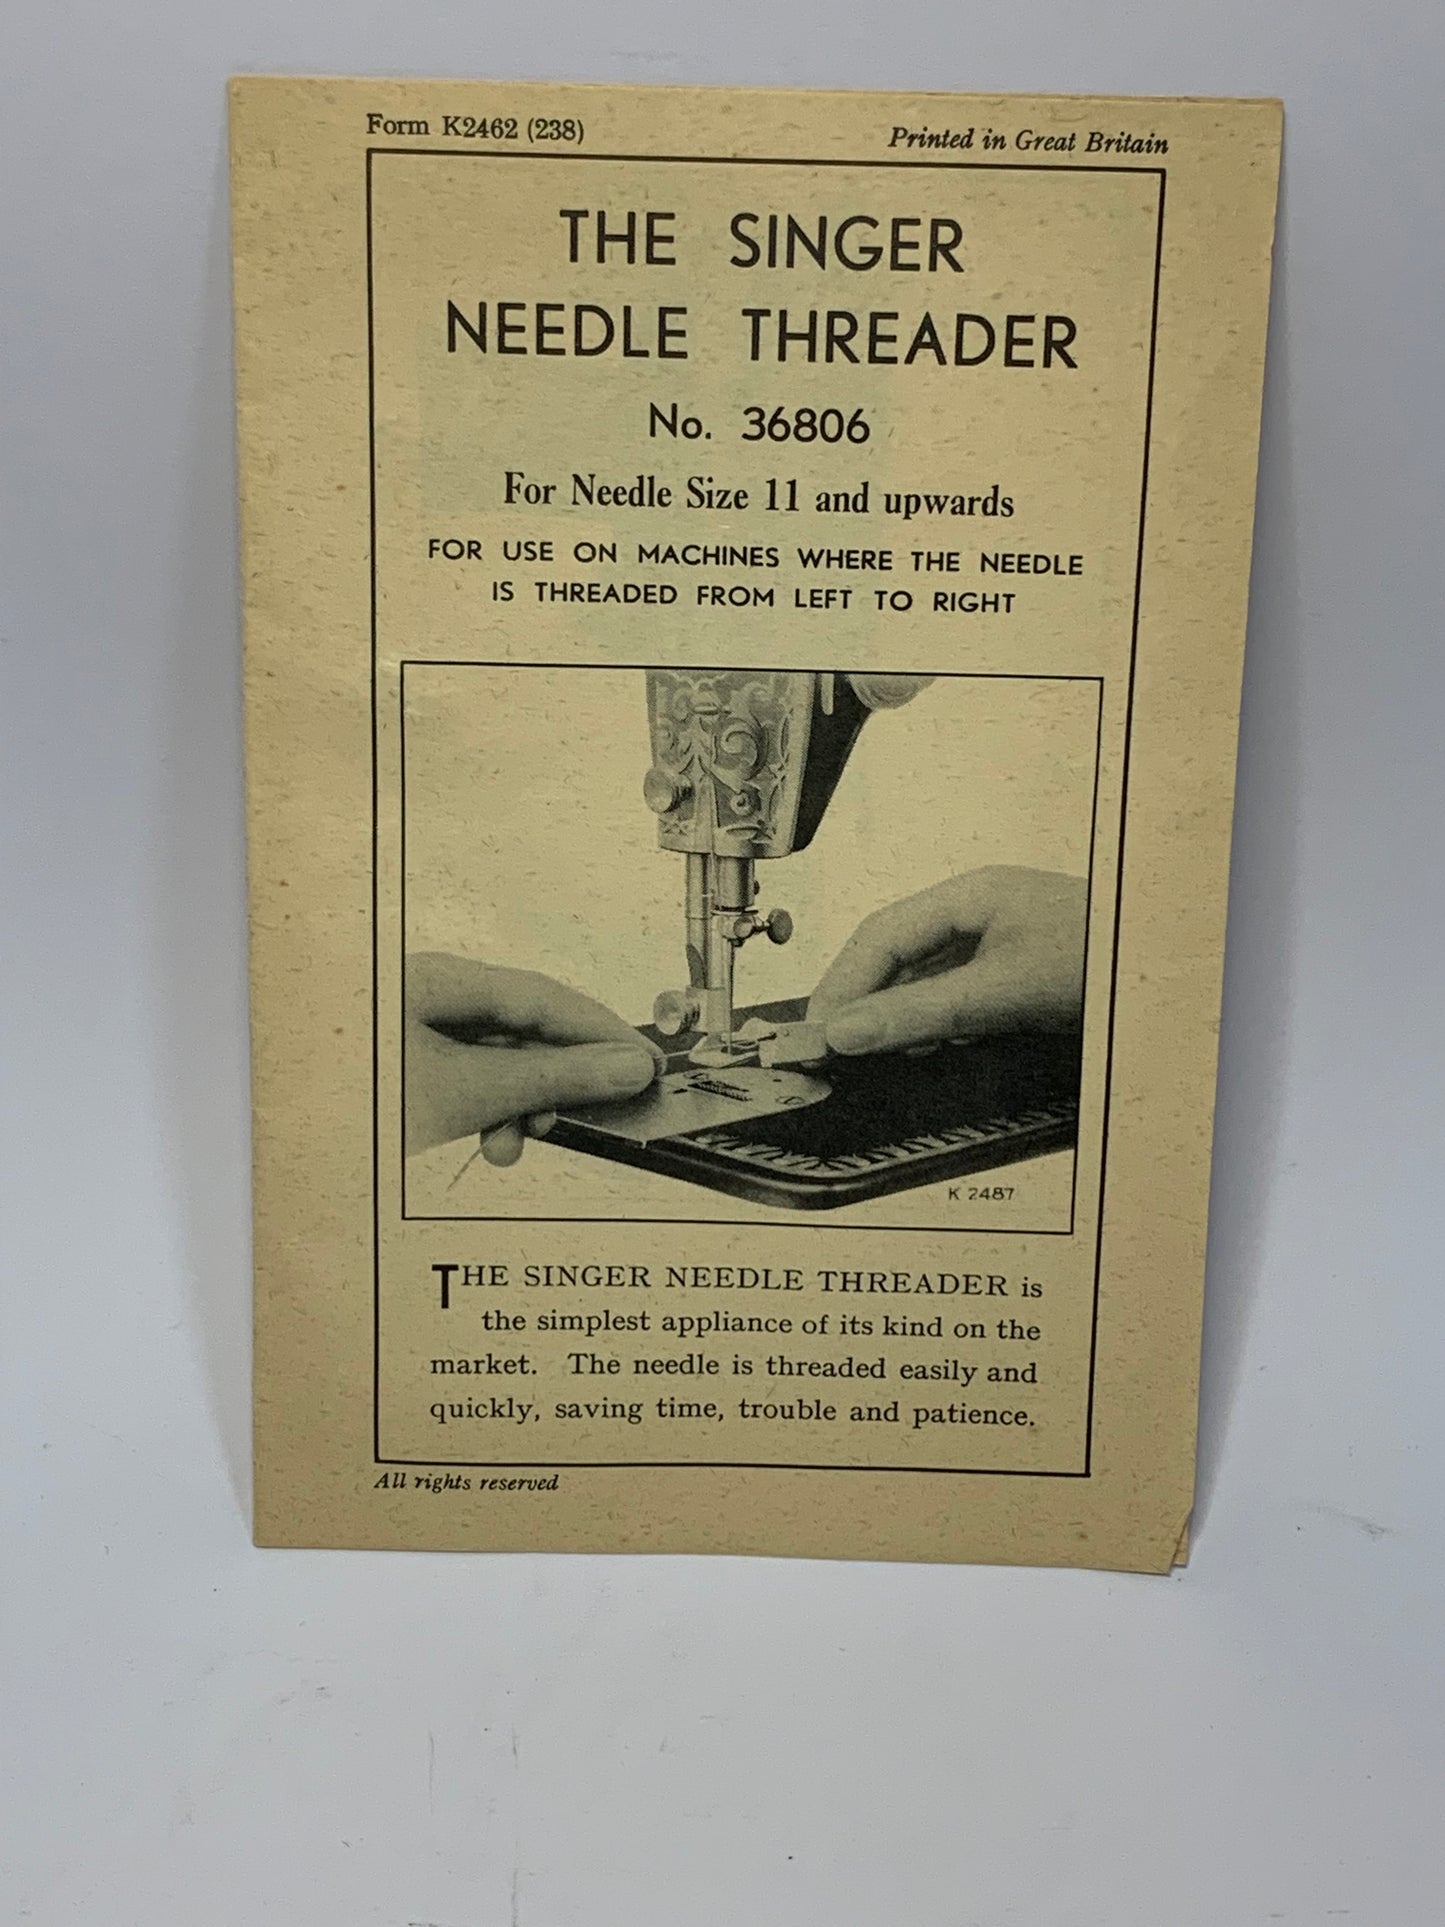 Form K2462 (238)
Printed in Great Britain
THE SINGER
NEEDLE THREADER
No. 36806
For Needle Size 11 and upwards
FOR USE ON MACHINES WHERE THE NEEDLE
IS THREADED FROM LEFT TO RIGHT
K 2487
THE SINGER NEEDLE THREADER is
the simplest appliance of its kind on the
market. The needle is threaded easily and
quickly, saving time, trouble and patience.
All rights reserved